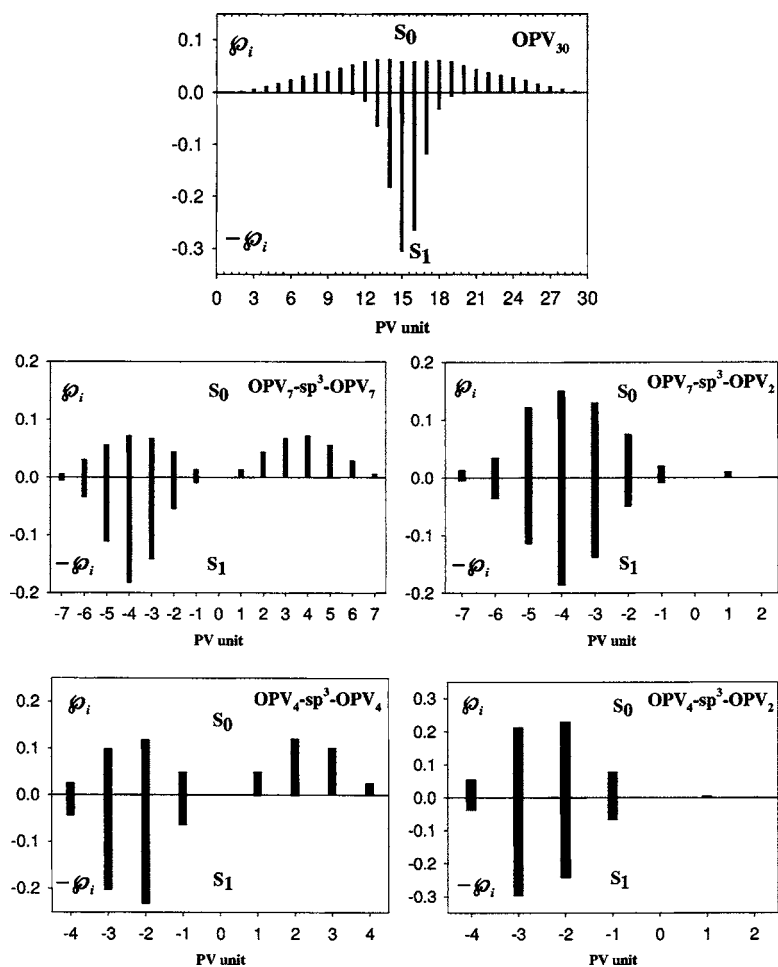 ℘i S0 OPV30
0.1
0.0
-0.1
-0.2
-0.3
−℘i S1
0 3 6 9 12 15 18 21 24 27 30
PV unit
℘i S0 OPV7-sp3-OPV7
0.2
0.1
0.0
-0.1
-0.2
−℘i S1
-7 -6 -5 -4 -3 -2 -1 0 1 2 3 4 5 6 7
PV unit
℘i S0 OPV7-sp3-OPV2
0.2
0.1
0.0
-0.1
-0.2
−℘i S1
-7 -6 -5 -4 -3 -2 -1 0 1 2
PV unit
℘i S0 OPV4-sp3-OPV4
0.2
0.1
0.0
-0.1
-0.2
−℘i S1
-4 -3 -2 -1 0 1 2 3 4
PV unit
℘i S0 OPV4-sp3-OPV2
0.3
0.2
0.1
0.0
-0.1
-0.2
-0.3
−℘i S1
-4 -3 -2 -1 0 1 2
PV unit